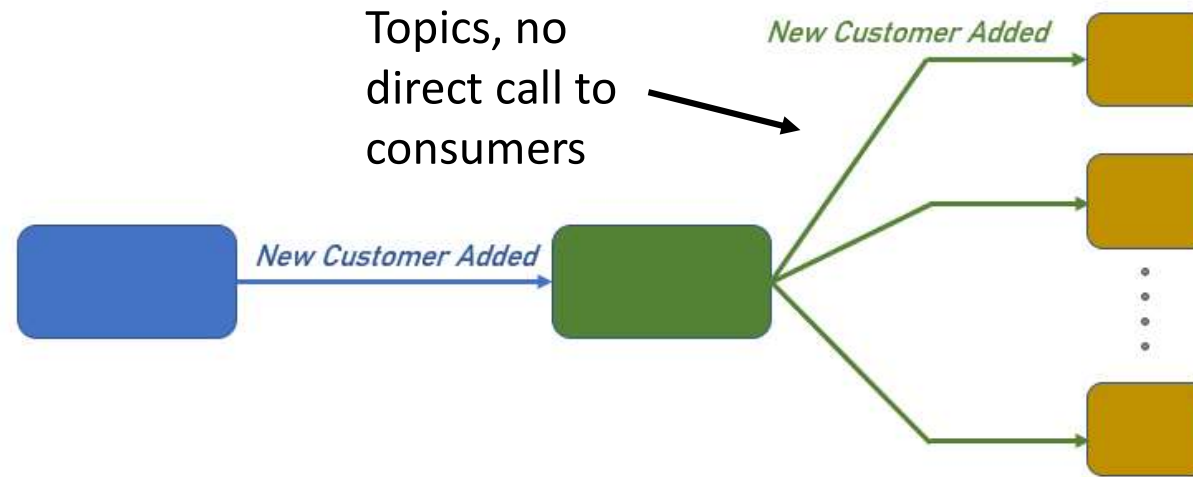 Topics, no
direct call to
consumers
New Customer Added
New Customer Added